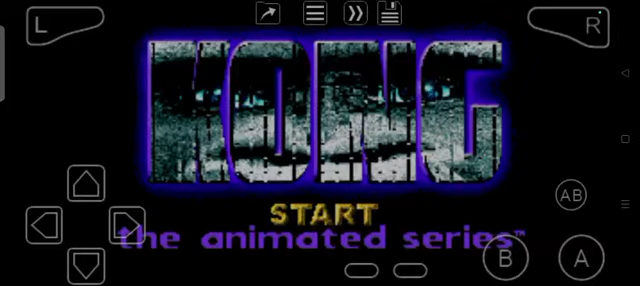 L
R
KONG
START
the animated series™
AB
B
A